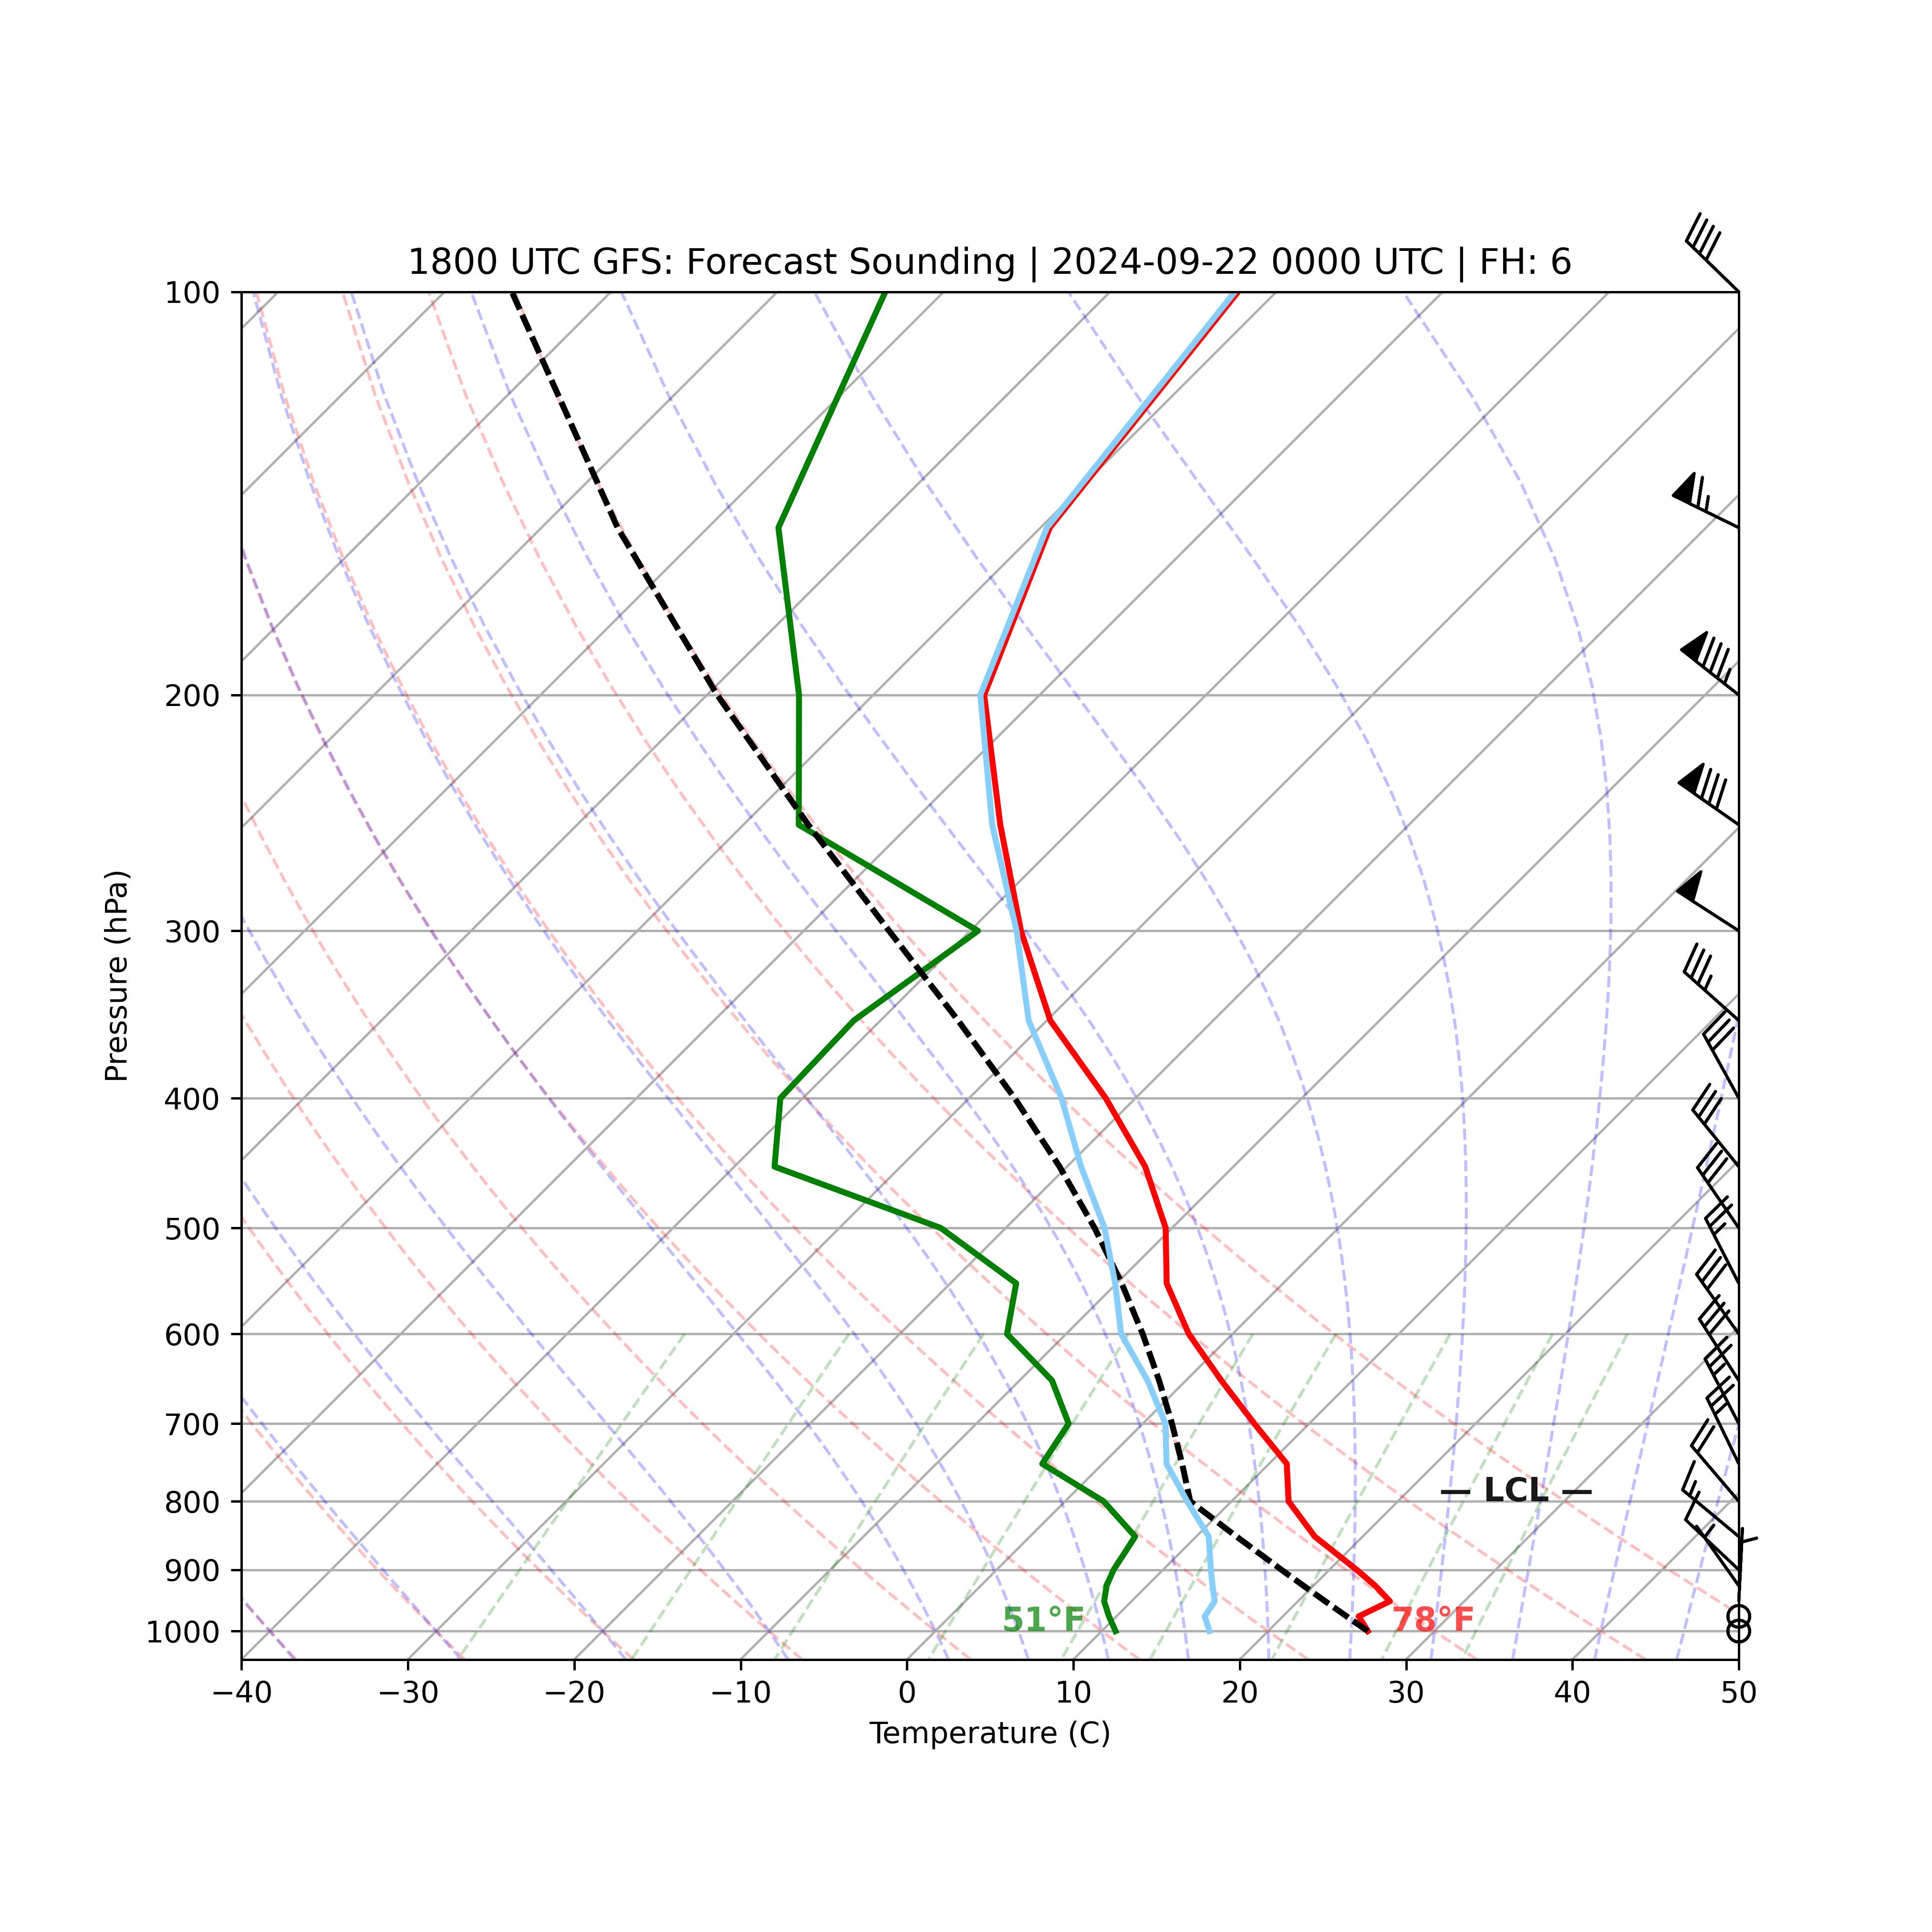 1800 UTC GFS: Forecast Sounding | 2024-09-22 0000 UTC | FH: 6
100
200
300
400
500
600
700
800
900
1000
Pressure (hPa)
— LCL —
51°F
78°F
−40 −30 −20 −10 0 10 20 30 40 50
Temperature (C)